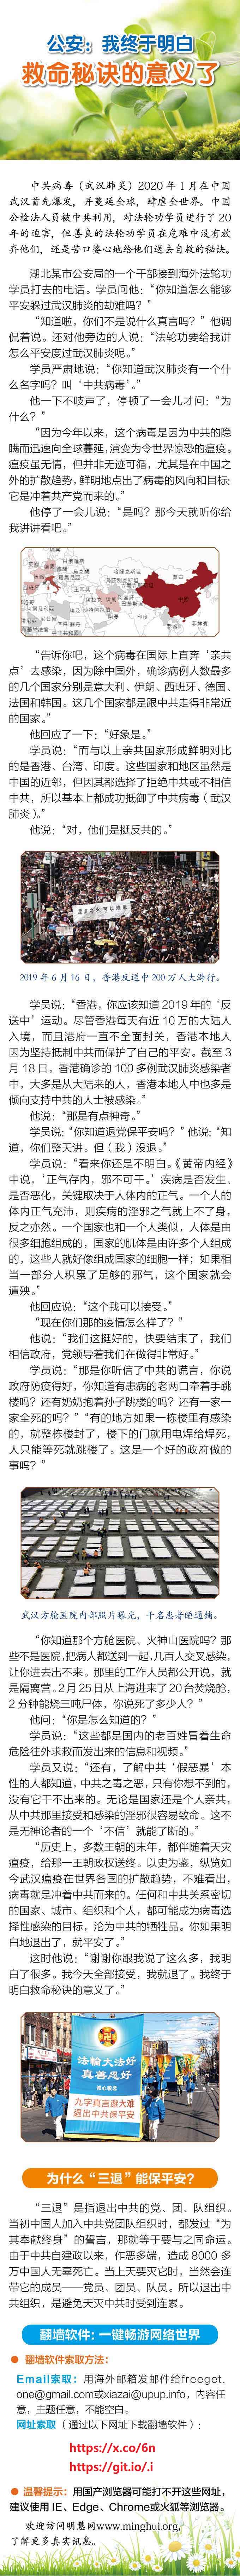 公安：我终于明白
救命秘诀的意义了
中共病毒（武汉肺炎）2020 年 1 月在中国
武汉首先爆发，并蔓延全球，肆虐全世界。中国
公检法人员被中共利用，对法轮功学员进行了 20
年的迫害，但善良的法轮功学员在危难中没有放
弃他们，还是苦口婆心地给他们送去自救的秘诀。
湖北某市公安局的一个干部接到海外法轮功
学员打去的电话。学员问他：“你知道怎么能够
平安躲过武汉肺炎的劫难吗？”
“知道啦，你们不是说什么真言吗？”他调
侃着说。还对他旁边的人说：“法轮功要给我讲
怎么平安度过武汉肺炎呢。”
学员严肃地说：“你知道武汉肺炎有一个什
么名字吗？叫‘中共病毒’。”
他一下不吱声了，停顿了一会儿才问：“为
什么？”
“因为今年以来，这个病毒是因为中共的隐
瞒而迅速向全球蔓延，演变为令世界惊恐的瘟疫。
瘟疫虽无情，但并非无迹可循，尤其是在中国之
外的扩散趋势，鲜明地点出了病毒的风向和目标；
它是冲着共产党而来的。”
他停了一会儿说：“是吗？那今天就听你给
我讲讲看吧。”
“告诉你吧，这个病毒在国际上直奔‘亲共
点’去感染，因为除中国外，确诊病例人数最多
的几个国家分别是意大利、伊朗、西班牙、德国、
法国和韩国。这几个国家都是跟中共走得非常近
的国家。”
他回应了一下：“好象是。”
学员说：“而与以上亲共国家形成鲜明对比
的是香港、台湾、印度。这些国家和地区虽然是
中国的近邻，但因其都选择了拒绝中共或不相信
中共，所以基本上都成功抵御了中共病毒（武汉
肺炎）。”
他说：“对，他们是挺反共的。”
2019 年 6 月 16 日，香港反送中 200 万人大游行。
学员说：“香港，你应该知道 2019 年的‘反
送中’运动。尽管香港每天有近 10 万的大陆人
入境，而且港府一直不全面封关，香港本地人
因为坚持抵制中共而保护了自己的平安。截至 3
月 18 日，香港确诊的 100 多例武汉肺炎感染者
中，大多是从大陆来的人，香港本地人中也多是
倾向支持中共的人士被感染。”
他说：“那是有点神奇。”
学员说：“你知道退党保平安吗？”他说：“知
道，你们整天讲。但（我）没退。”
学员说：“看来你还是不明白。《黄帝内经》
中说，‘正气存内，邪不可干。’疾病是否发生、
是否恶化，关键取决于人体内的正气。一个人的
体内正气充沛，则疾病的淫邪之气就上不了身，
反之亦然。一个国家也和一个人类似，人体是由
很多细胞组成的，国家的肌体是由许多个人组成
的，这些人就好像组成国家的细胞一样；如果相
当一部分人积累了足够的邪气，这个国家就会
遭殃。”
他回应说：“这个我可以接受。”
“现在你们那的疫情怎么样了？”
他说：“我们这挺好的，快要结束了，我们
相信政府，党领导着我们在做得非常好。”
学员说：“那是你听信了中共的谎言，你说
政府防疫得好，你知道有患病的老两口牵着手跳
楼吗？还有奶奶抱着孙子跳楼的吗？还有一家一
家全死的吗？”“有的地方如果一栋楼里有感染
的，就整栋楼封了，楼下的门就用电焊给焊死，
人只能等死就跳楼了。这是一个好的政府做的
事吗？”
武汉方舱医院内部照片曝光，千名患者睡通铺。
“你知道那个方舱医院、火神山医院吗？那
些不是医院，把病人都送到一起，几百人交叉感染，
让你进去出不来。那里的工作人员都公开说，就
是隔离营。2 月 25 日从上海进来了 20 台焚烧舱，
2 分钟能烧三吨尸体，你说死了多少人？”
他问：“你是怎么知道的？”
学员说：“这些都是国内的老百姓冒着生命
危险往外求救而发出来的信息和视频。”
学员又说：“还有，了解中共‘假恶暴’本
性的人都知道，中共之毒之恶，只有你想不到的，
没有它干不出来的。无论是国家还是个人亲共，
从中共那里接受和感染的淫邪很容易致命。这不
是无神论者的一个‘不信’就能了断的。”
“历史上，多数王朝的末年，都伴随着天灾
瘟疫，给那一王朝政权送终。以史为鉴，纵览如
今武汉瘟疫在世界各国的扩散趋势，不难看出，
病毒就是冲着中共而来的。任何和中共关系密切
的国家、城市、组织和个人，都可能成为病毒选
择性感染的目标，沦为中共的牺牲品。你如果明
白地退出了，就平安了。”
这时他说：“谢谢你跟我说了这么多，我明
白了很多。我今天全部接受，我就退了。我终于
明白救命秘诀的意义了。”
法輪大法好
真善忍好
誠心敬念
九字真言避大難
退出中共保平安
为什么“三退”能保平安？
“三退”是指退出中共的党、团、队组织。
当初中国人加入中共党团队组织时，都发过“为
其奉献终身”的誓言，那就等于要与之同命运。
由于中共自建政以来，作恶多端，造成 8000 多
万中国人无辜死亡。当上天要灭它时，当然会连
带它的成员——党员、团员、队员。所以退出中
共组织，是避免天灭中共时受到连累。
翻墙软件：一键畅游网络世界
● 翻墙软件索取方法：
Email索取：用海外邮箱发邮件给freeget.
one@gmail.com或xiazai@upup.info，内容任
意，主题任意，不能空白。
网址索取（通过以下网址下载翻墙软件）：
https://x.co/6n
https://git.io/.i
● 温馨提示：用国产浏览器可能打不开这些网址，
建议使用 IE、Edge、Chrome或火狐等浏览器。
欢迎访问明慧网www.minghui.org,
了解更多真实讯息。